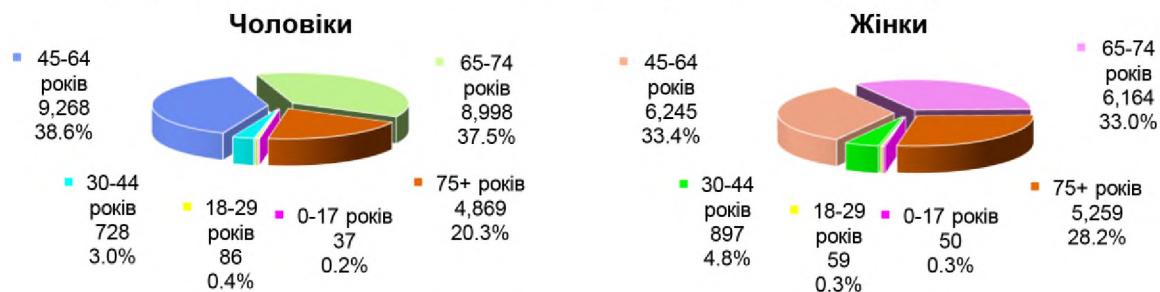 Чоловіки
45-64
років
9,268
38.6%
65-74
років
8,998
37.5%
30-44
років
728
3.0%
18-29
років
86
0.4%
0-17 років
37
0.2%
75+ років
4,869
20.3%
Жінки
45-64
років
6,245
33.4%
65-74
років
6,164
33.0%
30-44
років
897
4.8%
18-29
років
59
0.3%
0-17 років
50
0.3%
75+ років
5,259
28.2%